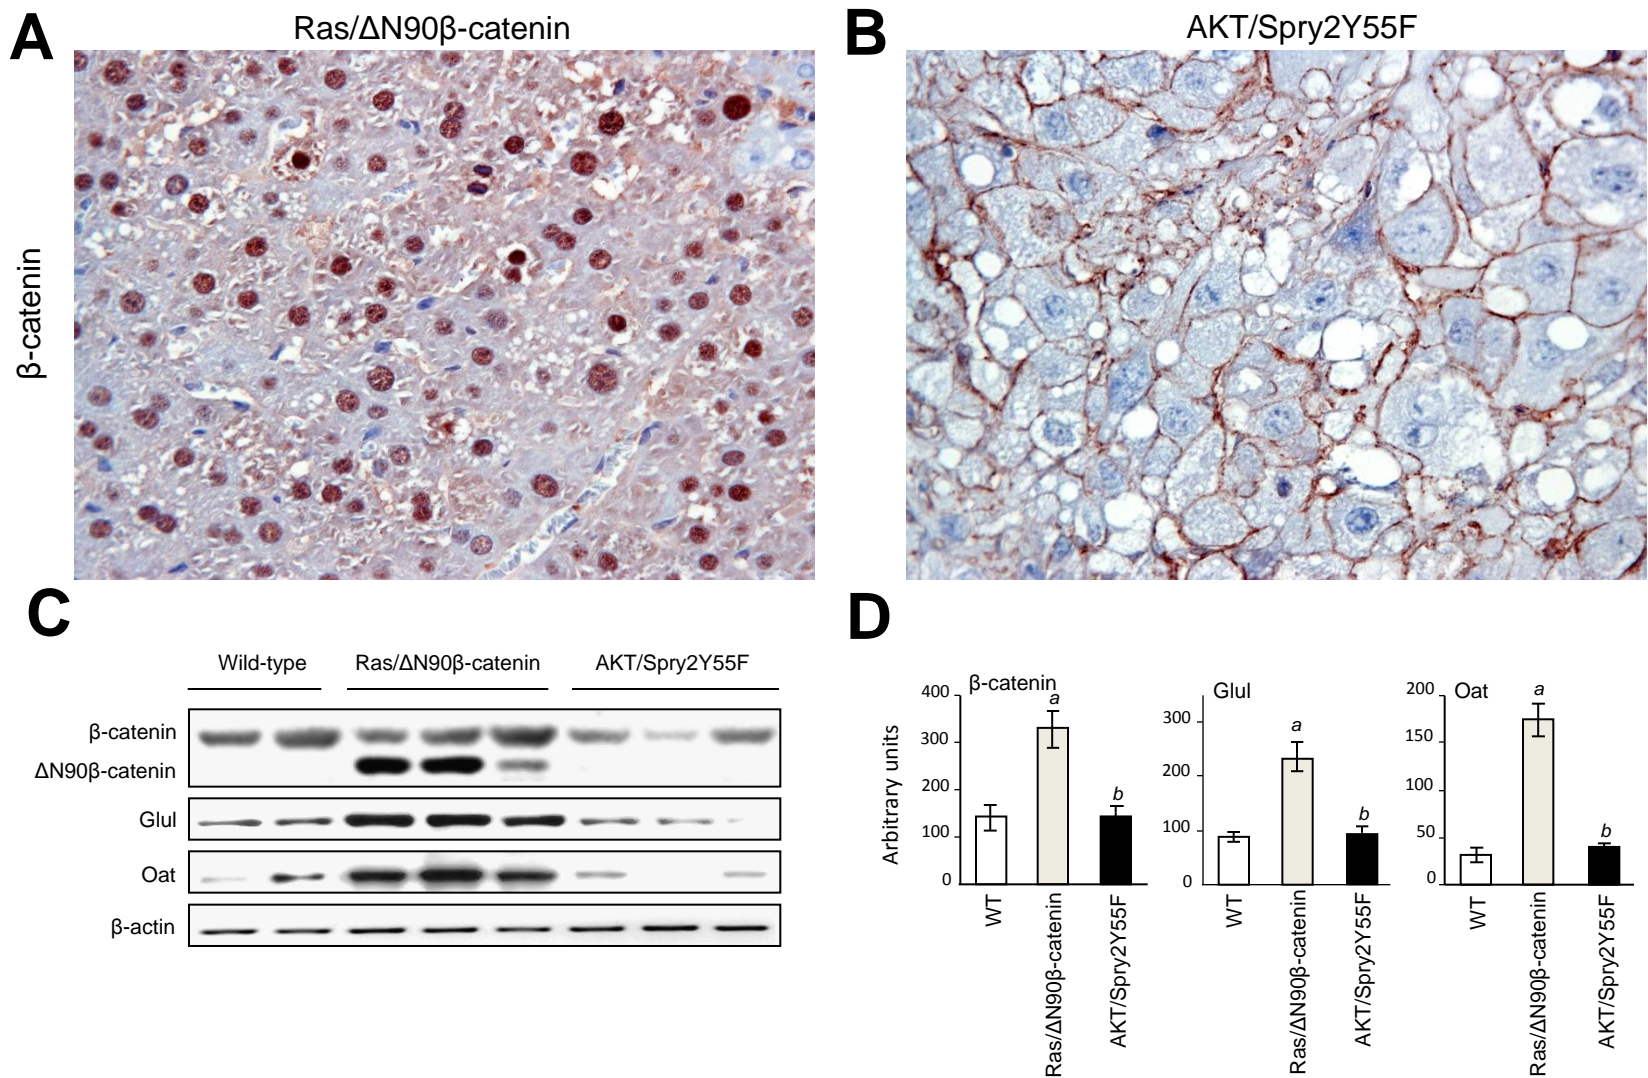 A
Ras/ΔN90β-catenin
B
AKT/Spry2Y55F
β-catenin
C
Wild-type
Ras/ΔN90β-catenin
AKT/Spry2Y55F
β-catenin
ΔN90β-catenin
Glul
Oat
β-actin
D
Arbitrary units
β-catenin
400
300
200
100
0
a
b
WT
Ras/ΔN90β-catenin
AKT/Spry2Y55F
Glul
300
200
100
0
a
b
WT
Ras/ΔN90β-catenin
AKT/Spry2Y55F
Oat
200
150
100
50
0
a
b
WT
Ras/ΔN90β-catenin
AKT/Spry2Y55F